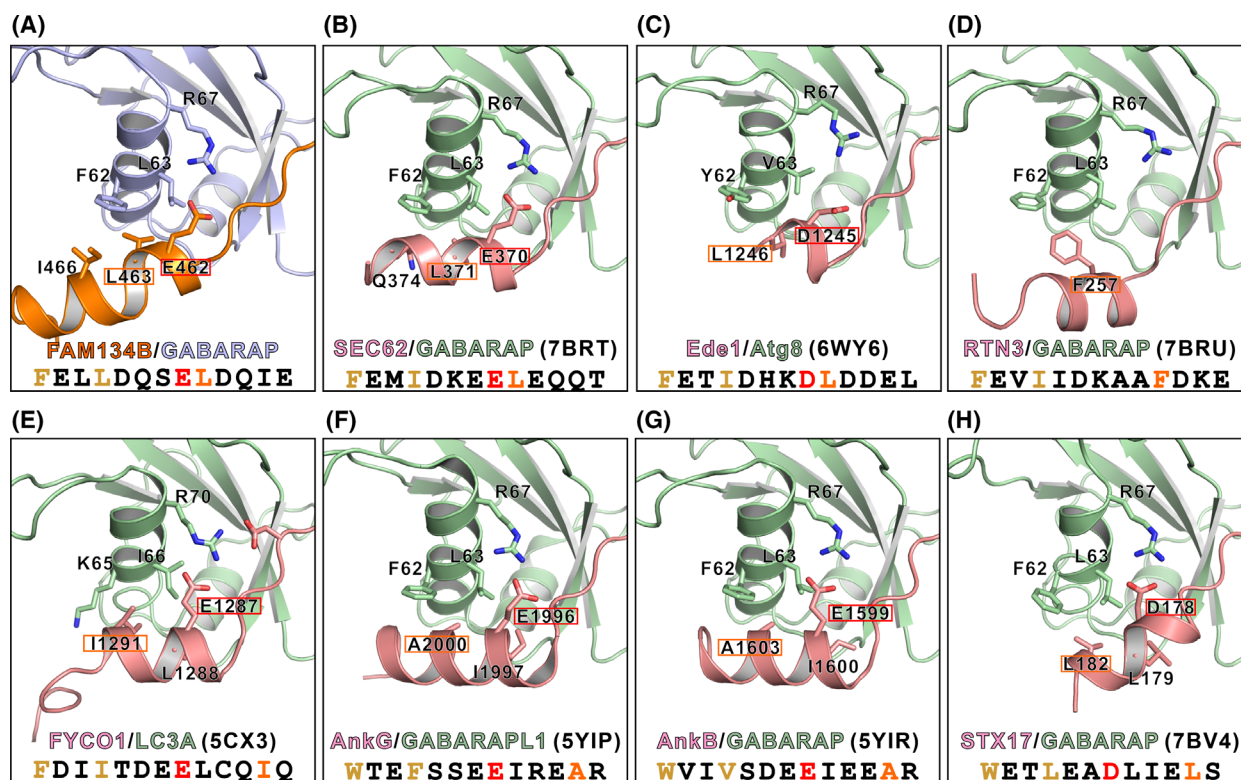 (A)
R67
L63
F62
I466
L463
E462
FAM134B/GABARAP
FELLDQSELDQIE
(B)
R67
L63
F62
E370
L371
Q374
SEC62/GABARAP (7BRT)
FEMIDKEELEQQT
(C)
R67
V63
Y62
D1245
L1246
Ede1/Atg8 (6WY6)
FETIDHKDLDDEL
(D)
R67
L63
F62
F257
RTN3/GABARAP (7BRU)
FEVIIDKAAFDKE
(E)
R70
I66
K65
E1287
I1291
L1288
FYCO1/LC3A (5CX3)
FDIITDEELCQIQ
(F)
R67
L63
F62
E1996
A2000
I1997
AnkG/GABARAPL1 (5YIP)
WTEFSSEEIREAR
(G)
R67
L63
F62
E1599
A1603
I1600
AnkB/GABARAP (5YIR)
WVIVSDEEIEEAR
(H)
R67
L63
F62
D178
L182
L179
STX17/GABARAP (7BV4)
WETLEADLIELS